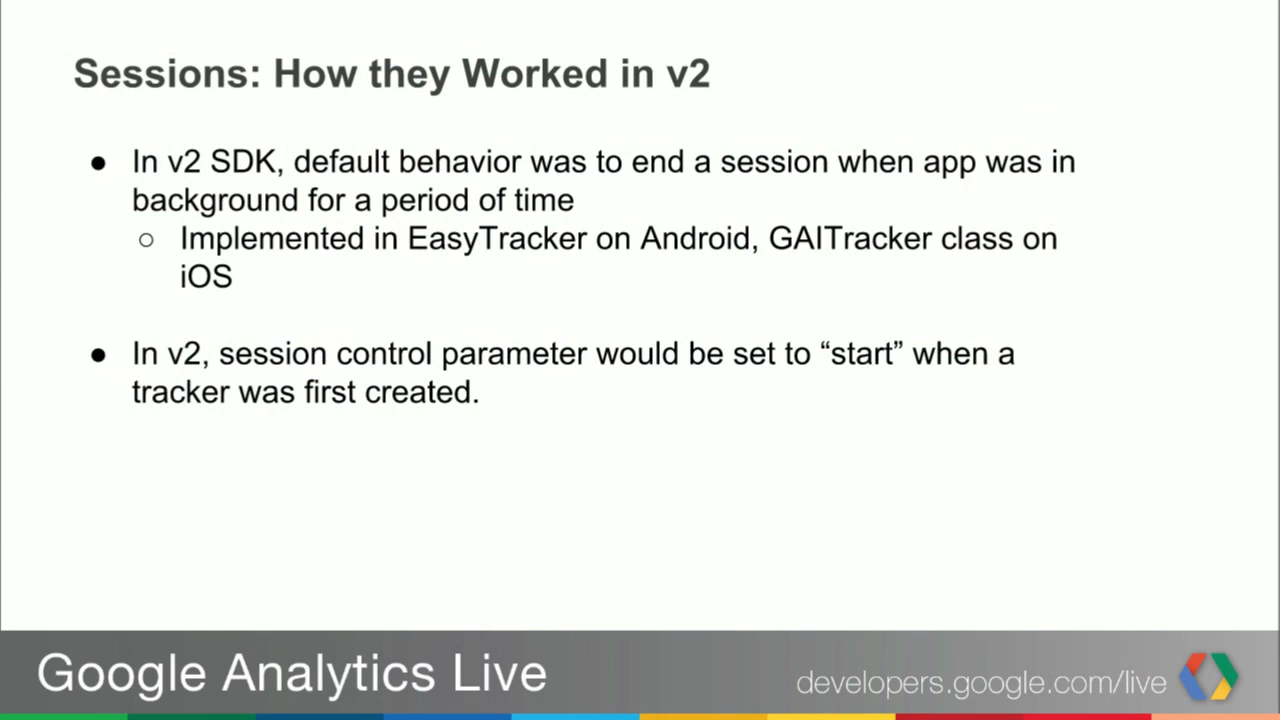 Sessions: How they Worked in v2
● In v2 SDK, default behavior was to end a session when app was in
background for a period of time
○ Implemented in EasyTracker on Android, GAITracker class on
iOS
● In v2, session control parameter would be set to “start” when a
tracker was first created.
Google Analytics Live
developers.google.com/live